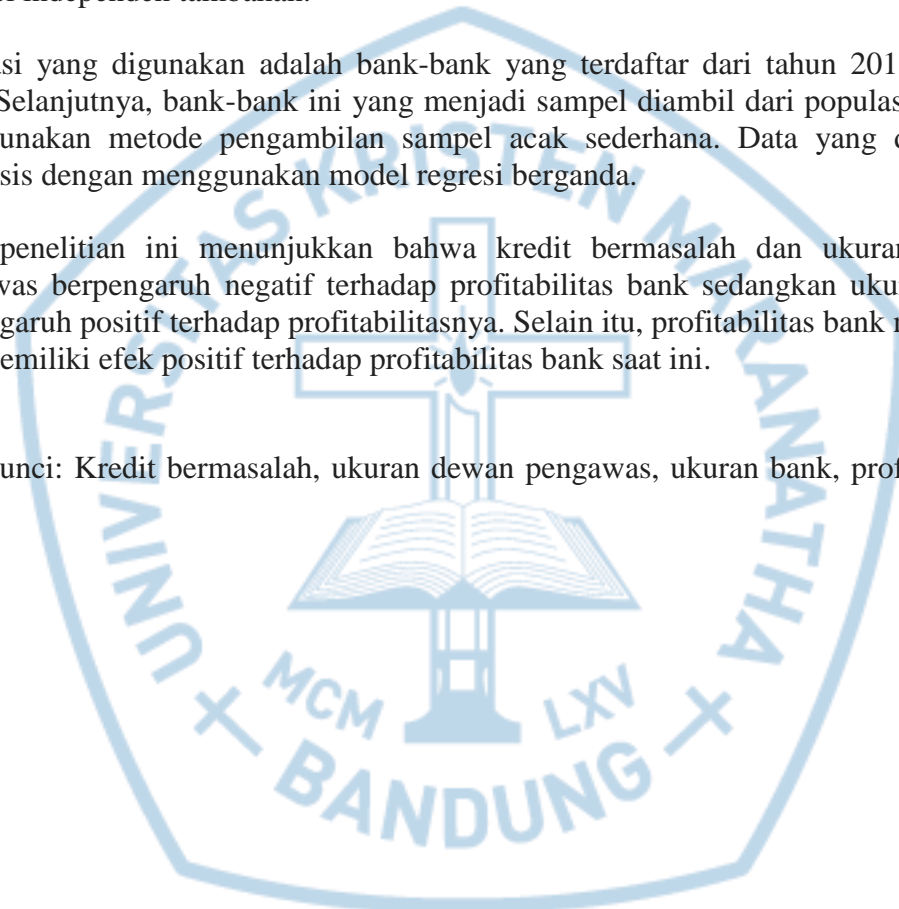 si independen tambahan.
usi yang digunakan adalah bank-bank yang terdaftar dari tahun 201
Selanjutnya, bank-bank ini yang menjadi sampel diambil dari populas
gunakan metode pengambilan sampel acak sederhana. Data yang
sis dengan menggunakan model regresi berganda.
penelitian ini menunjukkan bahwa kredit bermasalah dan ukuran
was berpengaruh negatif terhadap profitabilitas bank sedangkan uku
garuh positif terhadap profitabilitasnya. Selain itu, profitabilitas bank
emiliki efek positif terhadap profitabilitas bank saat ini.
unci: Kredit bermasalah, ukuran dewan pengawas, ukuran bank, prof
UNIVERSITAS KRISTEN MARANATHA
MCM LXV
BANDUNG